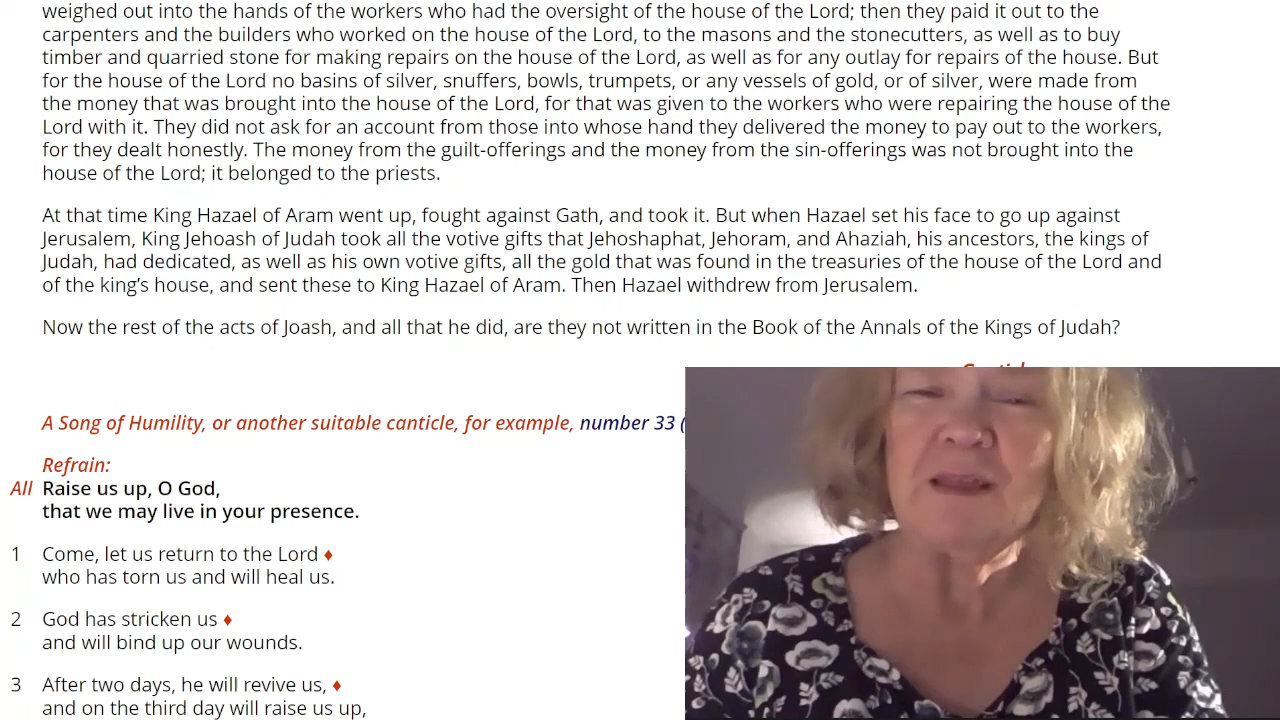 weighed out into the hands of the workers who had the oversight of the house of the Lord; then they paid it out to the
carpenters and the builders who worked on the house of the Lord, to the masons and the stonecutters, as well as to buy
timber and quarried stone for making repairs on the house of the Lord, as well as for any outlay for repairs of the house. But
for the house of the Lord no basins of silver, snuffers, bowls, trumpets, or any vessels of gold, or of silver, were made from
the money that was brought into the house of the Lord, for that was given to the workers who were repairing the house of the
Lord with it. They did not ask for an account from those into whose hand they delivered the money to pay out to the workers,
for they dealt honestly. The money from the guilt-offerings and the money from the sin-offerings was not brought into the
house of the Lord; it belonged to the priests.
At that time King Hazael of Aram went up, fought against Gath, and took it. But when Hazael set his face to go up against
Jerusalem, King Jehoash of Judah took all the votive gifts that Jehoshaphat, Jehoram, and Ahaziah, his ancestors, the kings of
Judah, had dedicated, as well as his own votive gifts, all the gold that was found in the treasuries of the house of the Lord and
of the king's house, and sent these to King Hazael of Aram. Then Hazael withdrew from Jerusalem.
Now the rest of the acts of Joash, and all that he did, are they not written in the Book of the Annals of the Kings of Judah?
A Song of Humility, or another suitable canticle, for example, number 33 (
Refrain:
All Raise us up, O God,
that we may live in your presence.
1 Come, let us return to the Lord ♦
who has torn us and will heal us.
2 God has stricken us ♦
and will bind up our wounds.
3 After two days, he will revive us, ♦
and on the third day will raise us up,